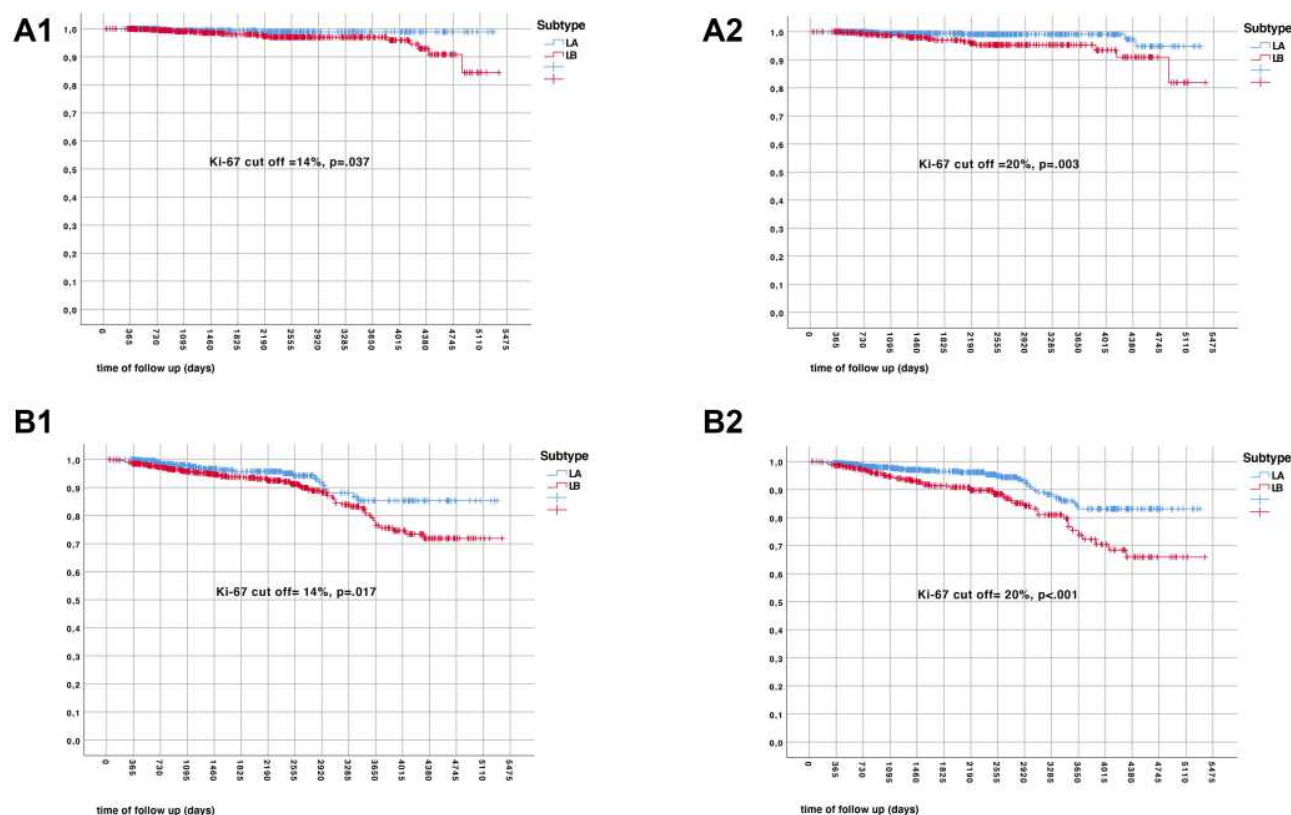 A1
Subtype
LA
LB
1,0
0,9
0,8
0,7
0,6
0,5
0,4
0,3
0,2
0,1
0,0
Ki-67 cut off =14%, p=.037
0 365 730 1095 1460 1825 2190 2555 2920 3285 3650 4015 4380 4745 5110 5475
time of follow up (days)
A2
Subtype
LA
LB
1,0
0,9
0,8
0,7
0,6
0,5
0,4
0,3
0,2
0,1
0,0
Ki-67 cut off =20%, p=.003
0 365 730 1095 1460 1825 2190 2555 2920 3285 3650 4015 4380 4745 5110 5475
time of follow up (days)
B1
Subtype
LA
LB
1,0
0,9
0,8
0,7
0,6
0,5
0,4
0,3
0,2
0,1
0,0
Ki-67 cut off= 14%, p=.017
0 365 730 1095 1460 1825 2190 2555 2920 3285 3650 4015 4380 4745 5110 5475
time of follow up (days)
B2
Subtype
LA
LB
1,0
0,9
0,8
0,7
0,6
0,5
0,4
0,3
0,2
0,1
0,0
Ki-67 cut off= 20%, p<.001
0 365 730 1095 1460 1825 2190 2555 2920 3285 3650 4015 4380 4745 5110 5475
time of follow up (days)